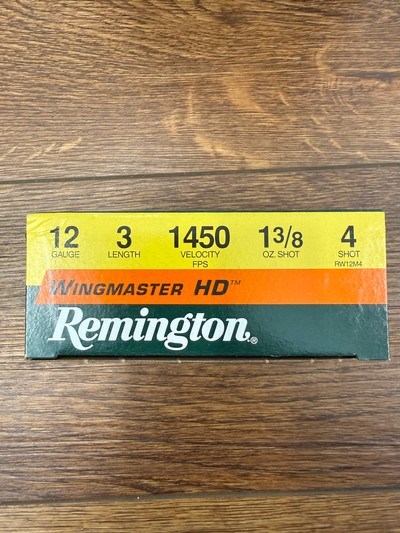 12 3 1450 1 3/8 4
GAUGE LENGTH VELOCITY OZ. SHOT SHOT
FPS RW12M4
WINGMASTER HD™
Remington®